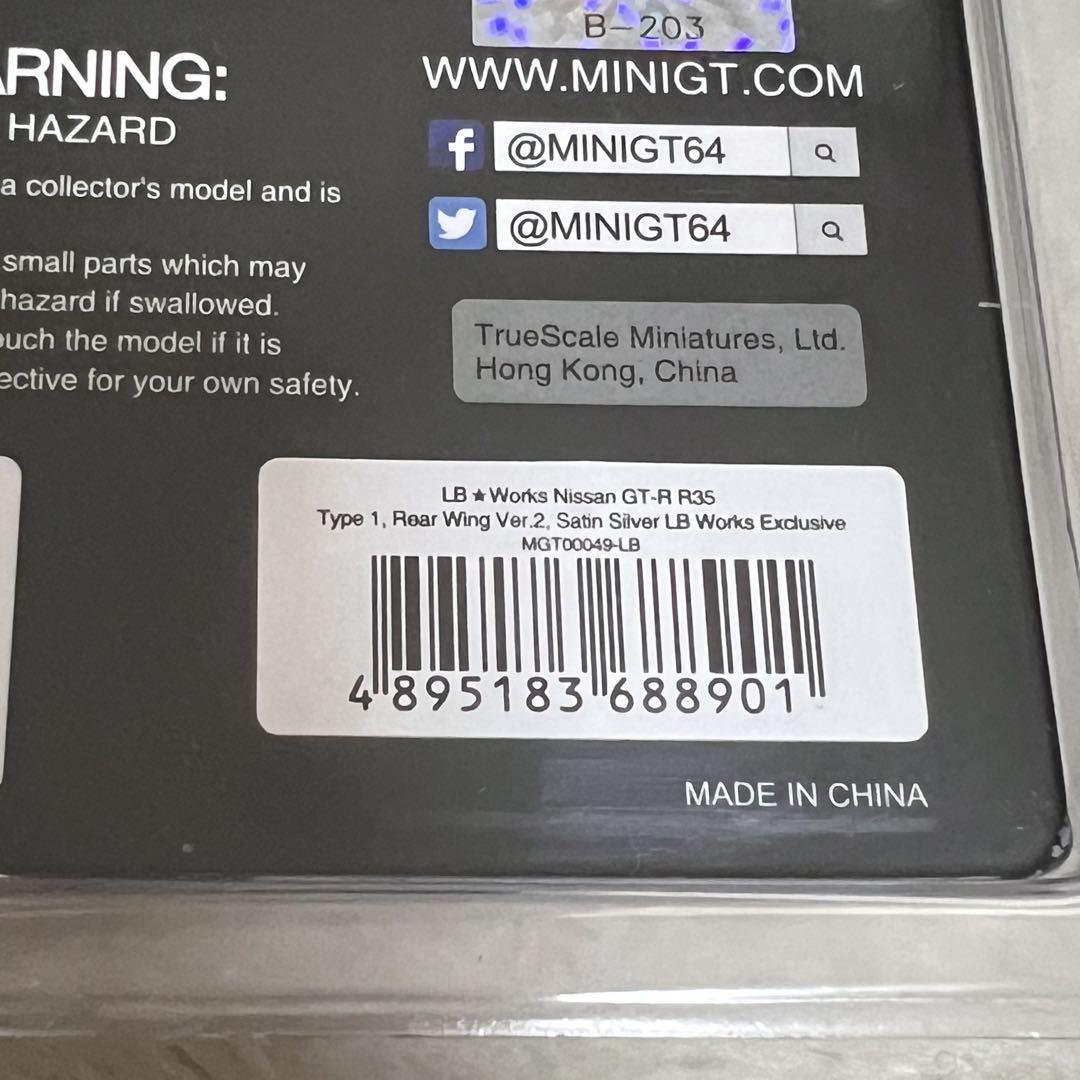 B-203
ARNING:
HAZARD
a collector's model and is
small parts which may
hazard if swallowed.
ouch the model if it is
ective for your own safety.
WWW.MINIGT.COM
f @MINIGT64
@MINIGT64
TrueScale Miniatures, Ltd.
Hong Kong, China
LB★Works Nissan GT-R R35
Type 1, Rear Wing Ver.2, Satin Silver LB Works Exclusive
MGT00049-LB
4 895183 688901
MADE IN CHINA